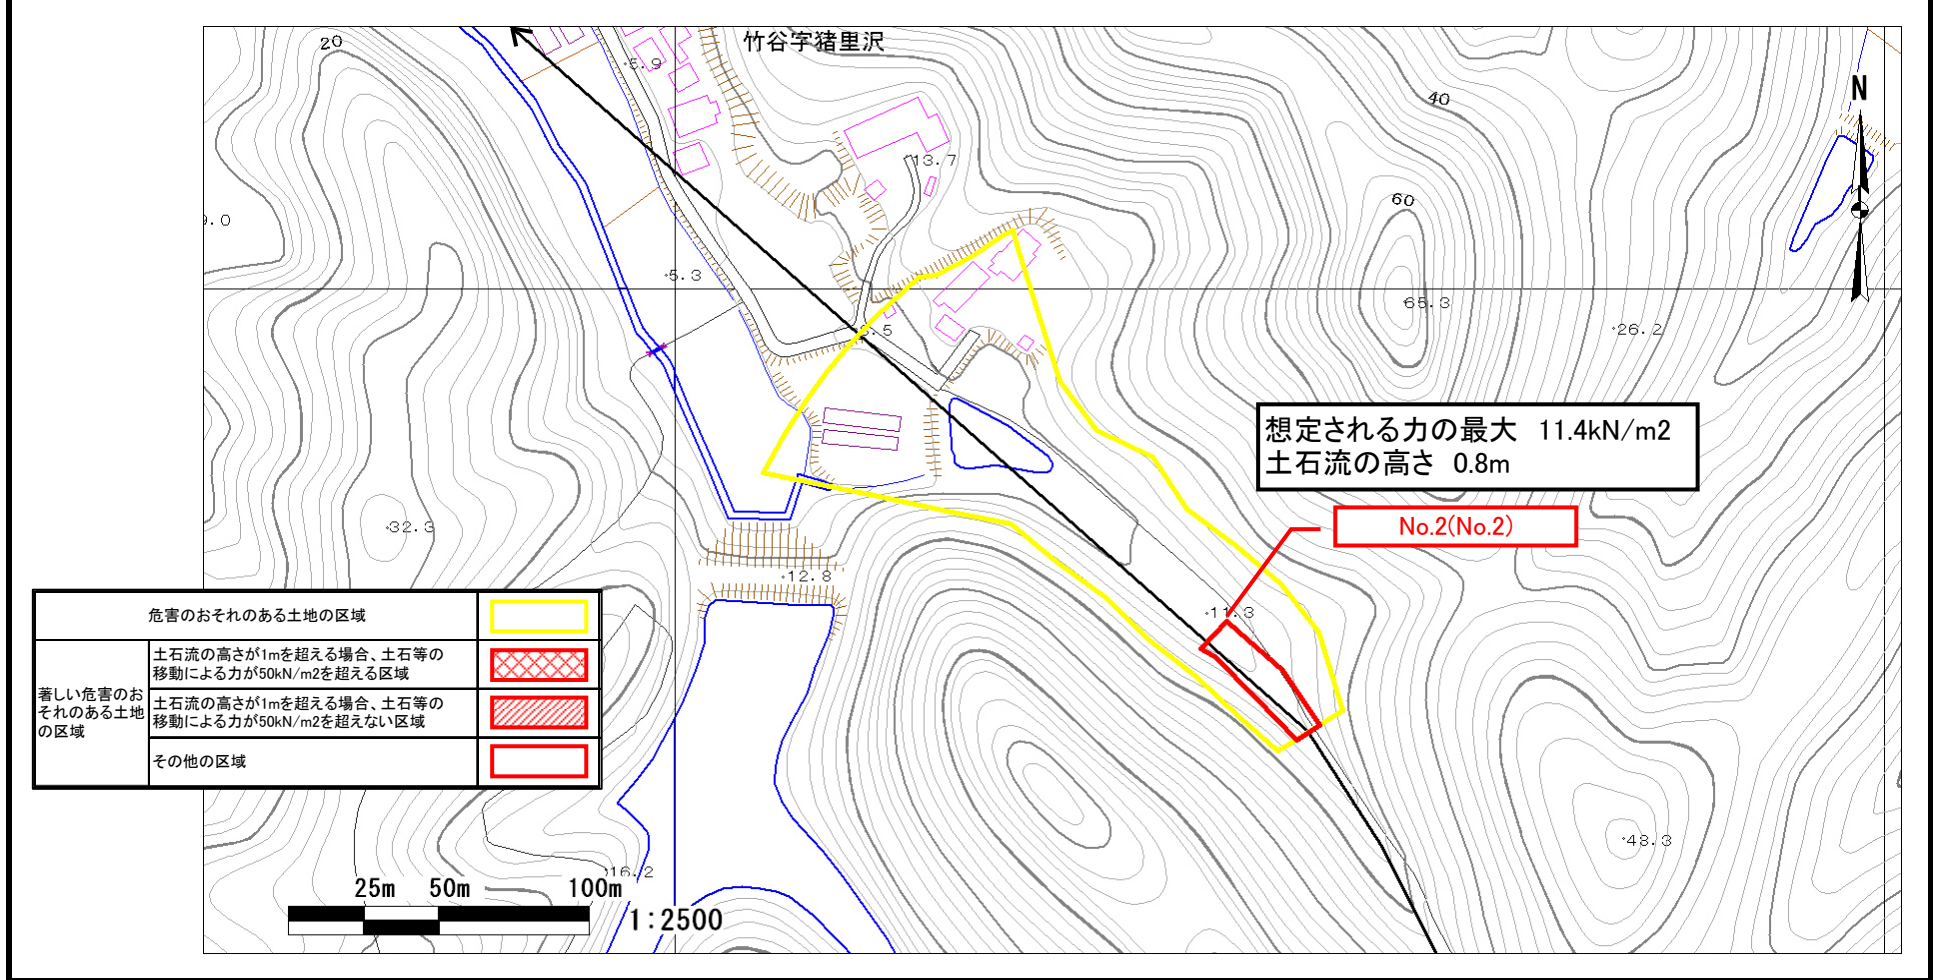 竹谷字猪里沢
20
5.9
40
N
13.7
60
9.0
5.3
65.3
26.2
3.5
想定される力の最大 11.4kN/m2
土石流の高さ 0.8m
No.2(No.2)
32.3
12.8
11.3
危害のおそれのある土地の区域
著しい危害のお
それのある土地
の区域
土石流の高さが1mを超える場合、土石等の
移動による力が50kN/m2を超える区域
土石流の高さが1mを超える場合、土石等の
移動による力が50kN/m2を超えない区域
その他の区域
48.3
16.2
25m 50m 100m
1:2500